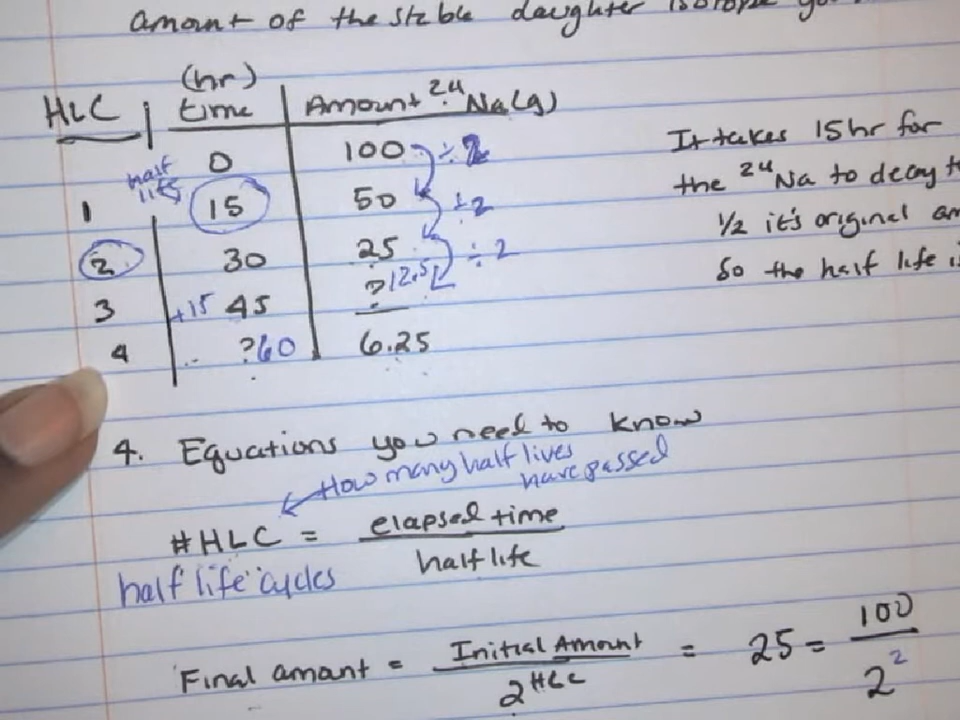 amount of the stable daughter isotope
HLC (hr) time Amount ²⁴Na(g)
0 100 ÷2
half life
1 15 50 ÷2
2 30 25 ÷2
3 +15 45 ? 12.5
4 ?60 6.25
It takes 15hr for
the ²⁴Na to decay
1/2 it's original
So the half life
4. Equations you need to know
How many half lives
have passed
#HLC = elapsed time
half life
half life cycles
Final amount = Initial Amount = 25 = 100
2^HLC 2²